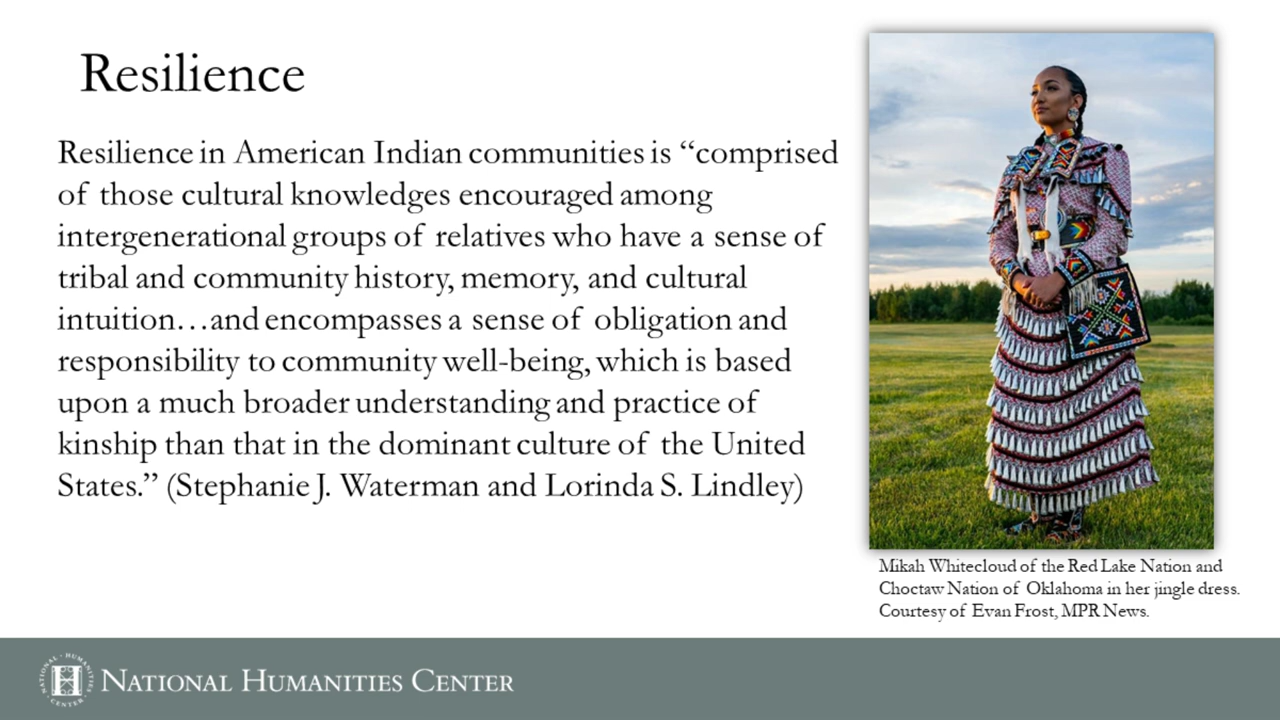 Resilience
Resilience in American Indian communities is “comprised
of those cultural knowledges encouraged among
intergenerational groups of relatives who have a sense of
tribal and community history, memory, and cultural
intuition…and encompasses a sense of obligation and
responsibility to community well-being, which is based
upon a much broader understanding and practice of
kinship than that in the dominant culture of the United
States.” (Stephanie J. Waterman and Lorinda S. Lindley)
Mikah Whitecloud of the Red Lake Nation and
Choctaw Nation of Oklahoma in her jingle dress.
Courtesy of Evan Frost, MPR News.
NATIONAL · HUMANITIES · CENTER ·
H
NATIONAL HUMANITIES CENTER